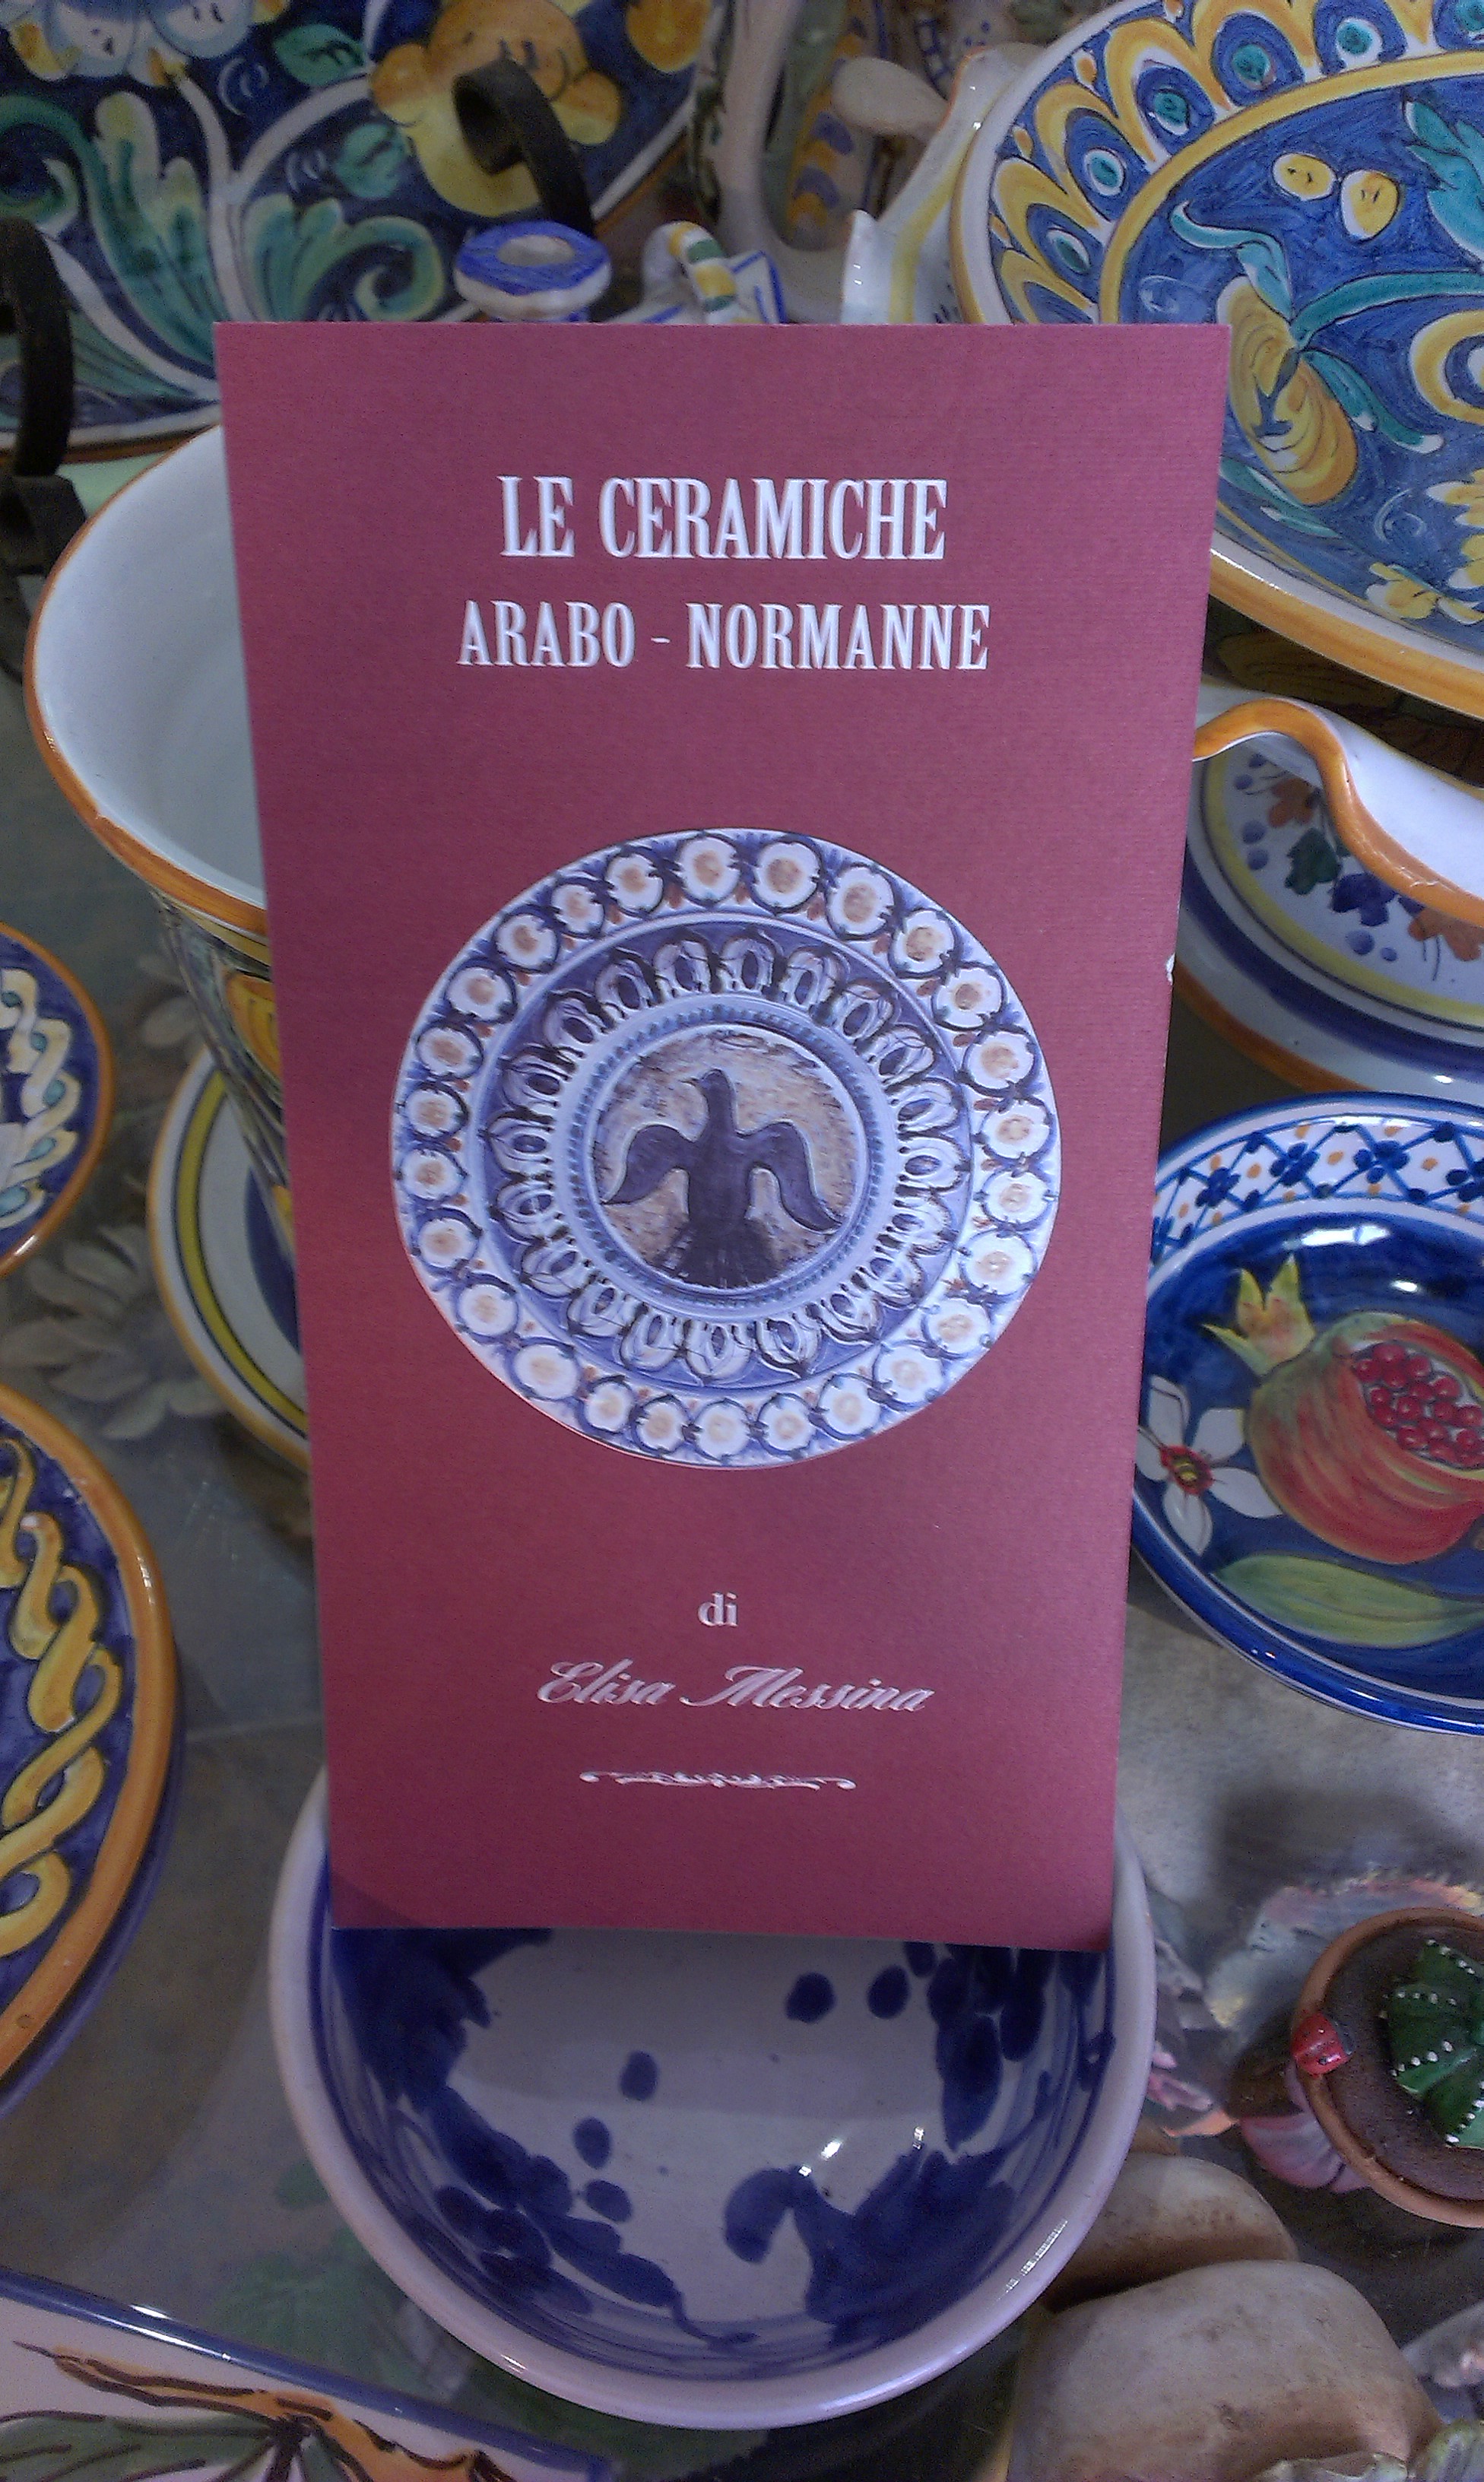 LE CERAMICHE
ARABO - NORMANNE
di
Elisa Messina